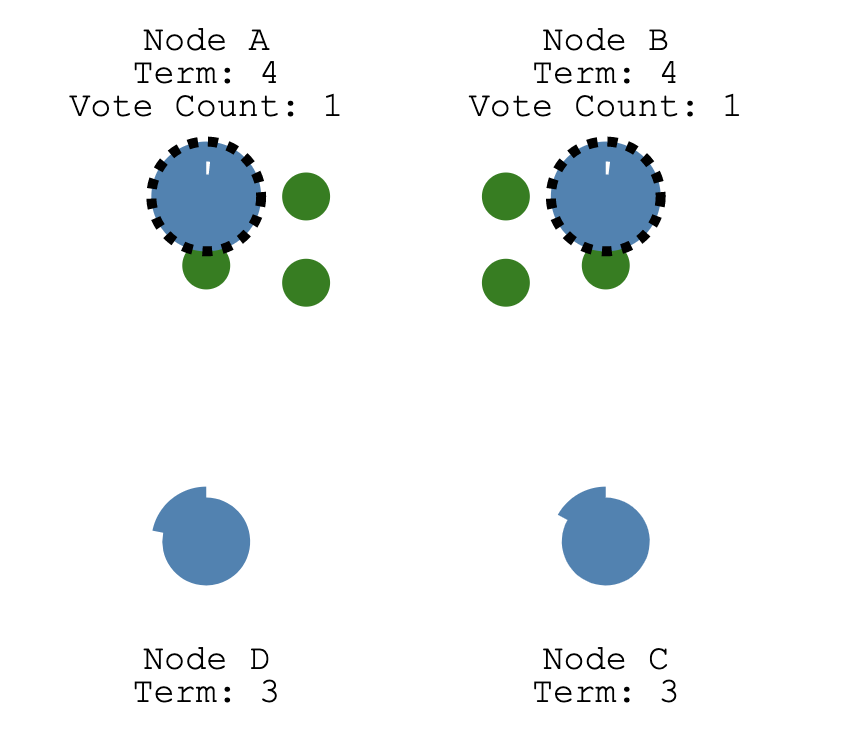 Node A
Term: 4
Vote Count: 1
Node B
Term: 4
Vote Count: 1
Node D
Term: 3
Node C
Term: 3